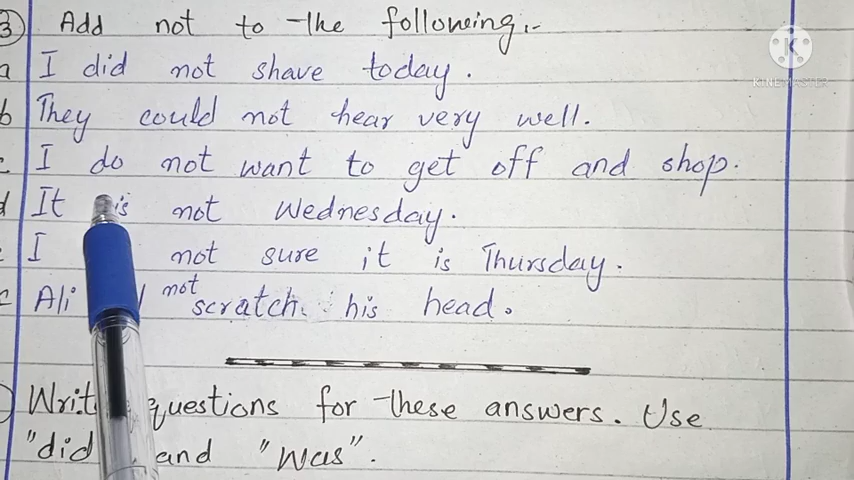 3 Add not to the following:-
a I did not shave today.
b They could not hear very well.
c I do not want to get off and shop.
d It is not Wednesday.
I not sure it is Thursday.
Ali not scratch his head.
questions for these answers. Use
"did and "was".
K
KINEMASTER